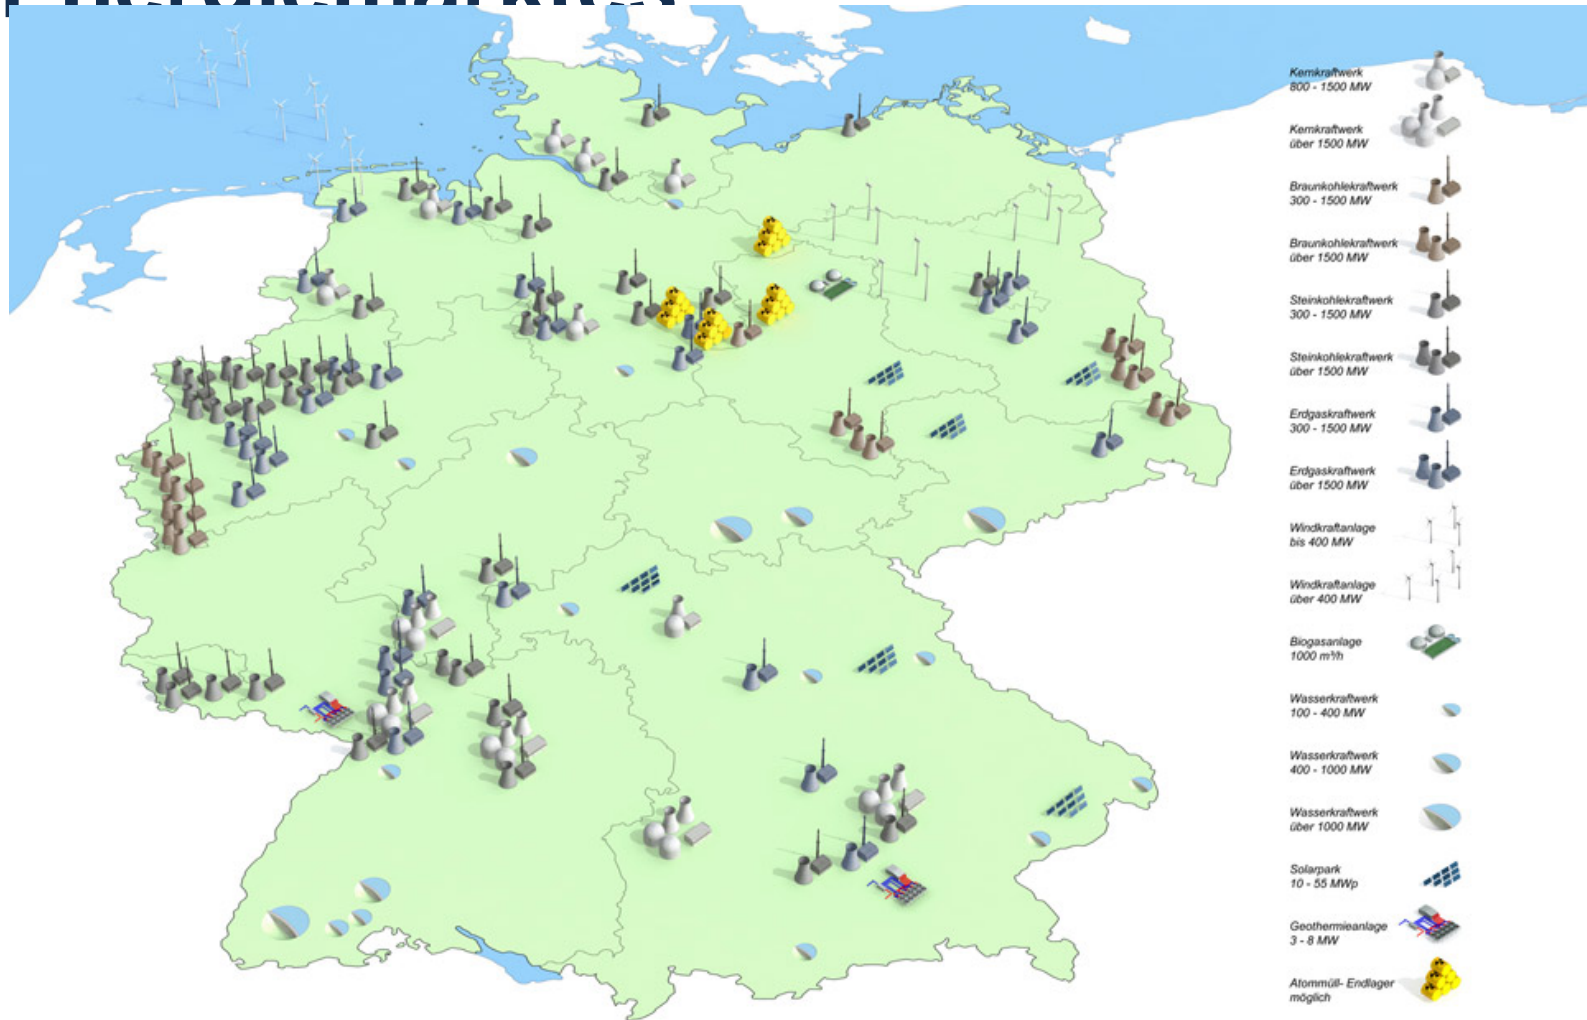 Kernkraftwerk
800 - 1500 MW
Kernkraftwerk
über 1500 MW
Braunkohlekraftwerk
300 - 1500 MW
Braunkohlekraftwerk
über 1500 MW
Steinkohlekraftwerk
300 - 1500 MW
Steinkohlekraftwerk
über 1500 MW
Erdgaskraftwerk
300 - 1500 MW
Erdgaskraftwerk
über 1500 MW
Windkraftanlage
bis 400 MW
Windkraftanlage
über 400 MW
Biogasanlage
1000 m³/h
Wasserkraftwerk
100 - 400 MW
Wasserkraftwerk
400 - 1000 MW
Wasserkraftwerk
über 1000 MW
Solarpark
10 - 55 MWp
Geothermieanlage
3 - 8 MW
Atommüll- Endlager
möglich